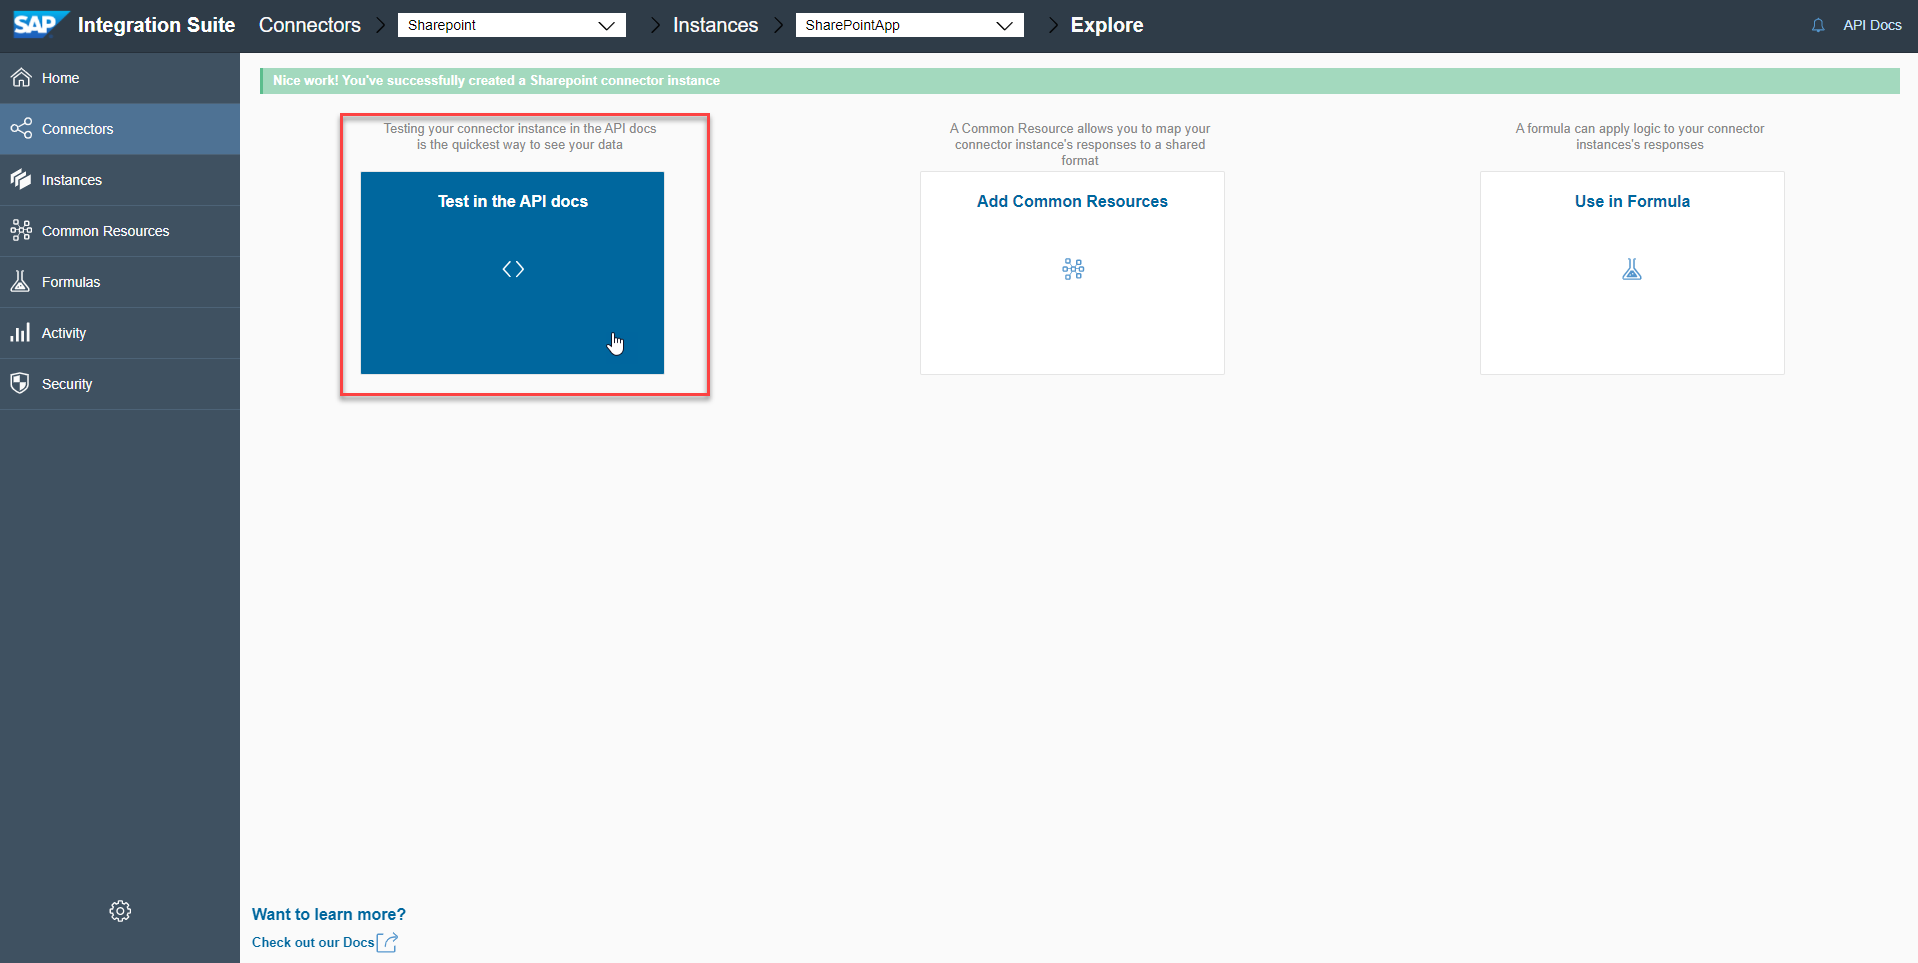 SAP Integration Suite Connectors Sharepoint Instances SharePointApp Explore API Docs
Home
Connectors
Instances
Common Resources
Formulas
Activity
Security
Nice work! You've successfully created a Sharepoint connector instance
Testing your connector instance in the API docs
is the quickest way to see your data
Test in the API docs
A Common Resource allows you to map your
connector instance's responses to a shared
format
Add Common Resources
A formula can apply logic to your connector
instances's responses
Use in Formula
Want to learn more?
Check out our Docs